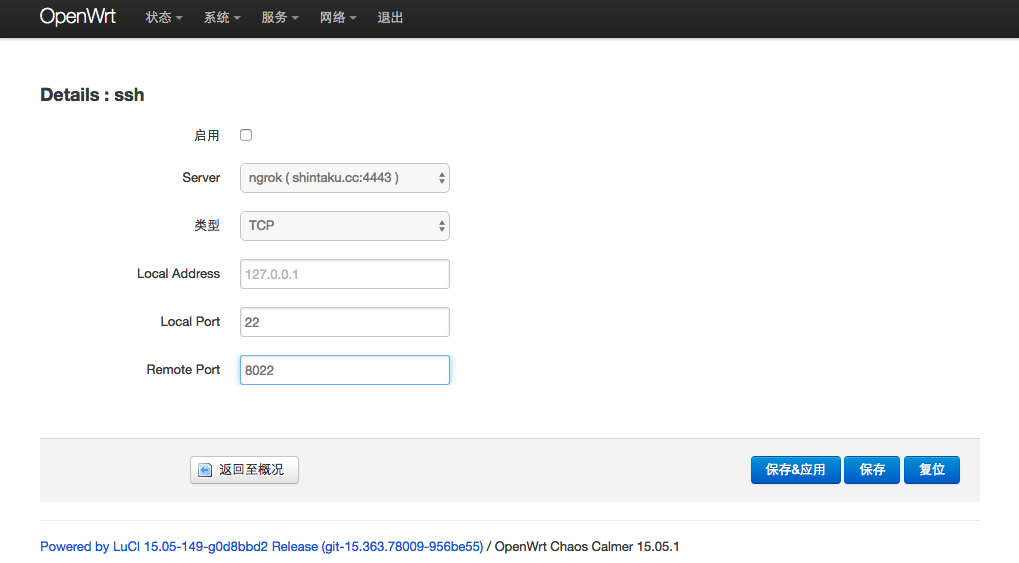 OpenWrt 状态 系统 服务 网络 退出
Details : ssh
启用
Server ngrok ( shintaku.cc:4443 )
类型 TCP
Local Address 127.0.0.1
Local Port 22
Remote Port 8022
返回至概况 保存&应用 保存 复位
Powered by LuCI 15.05-149-g0d8bbd2 Release (git-15.363.78009-956be55) / OpenWrt Chaos Calmer 15.05.1